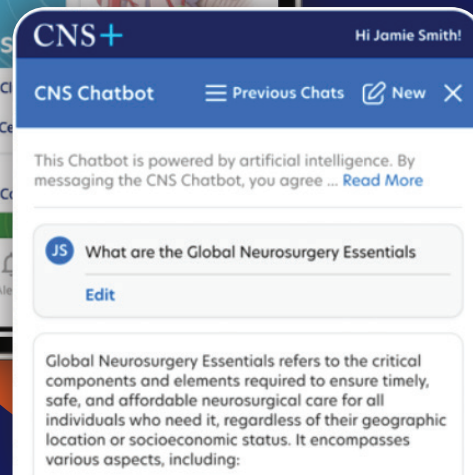 CNS+
Hi Jamie Smith!
CNS Chatbot
Previous Chats
New
This Chatbot is powered by artificial intelligence. By
messaging the CNS Chatbot, you agree ... Read More
JS
What are the Global Neurosurgery Essentials
Edit
Global Neurosurgery Essentials refers to the critical
components and elements required to ensure timely,
safe, and affordable neurosurgical care for all
individuals who need it, regardless of their geographic
location or socioeconomic status. It encompasses
various aspects, including: